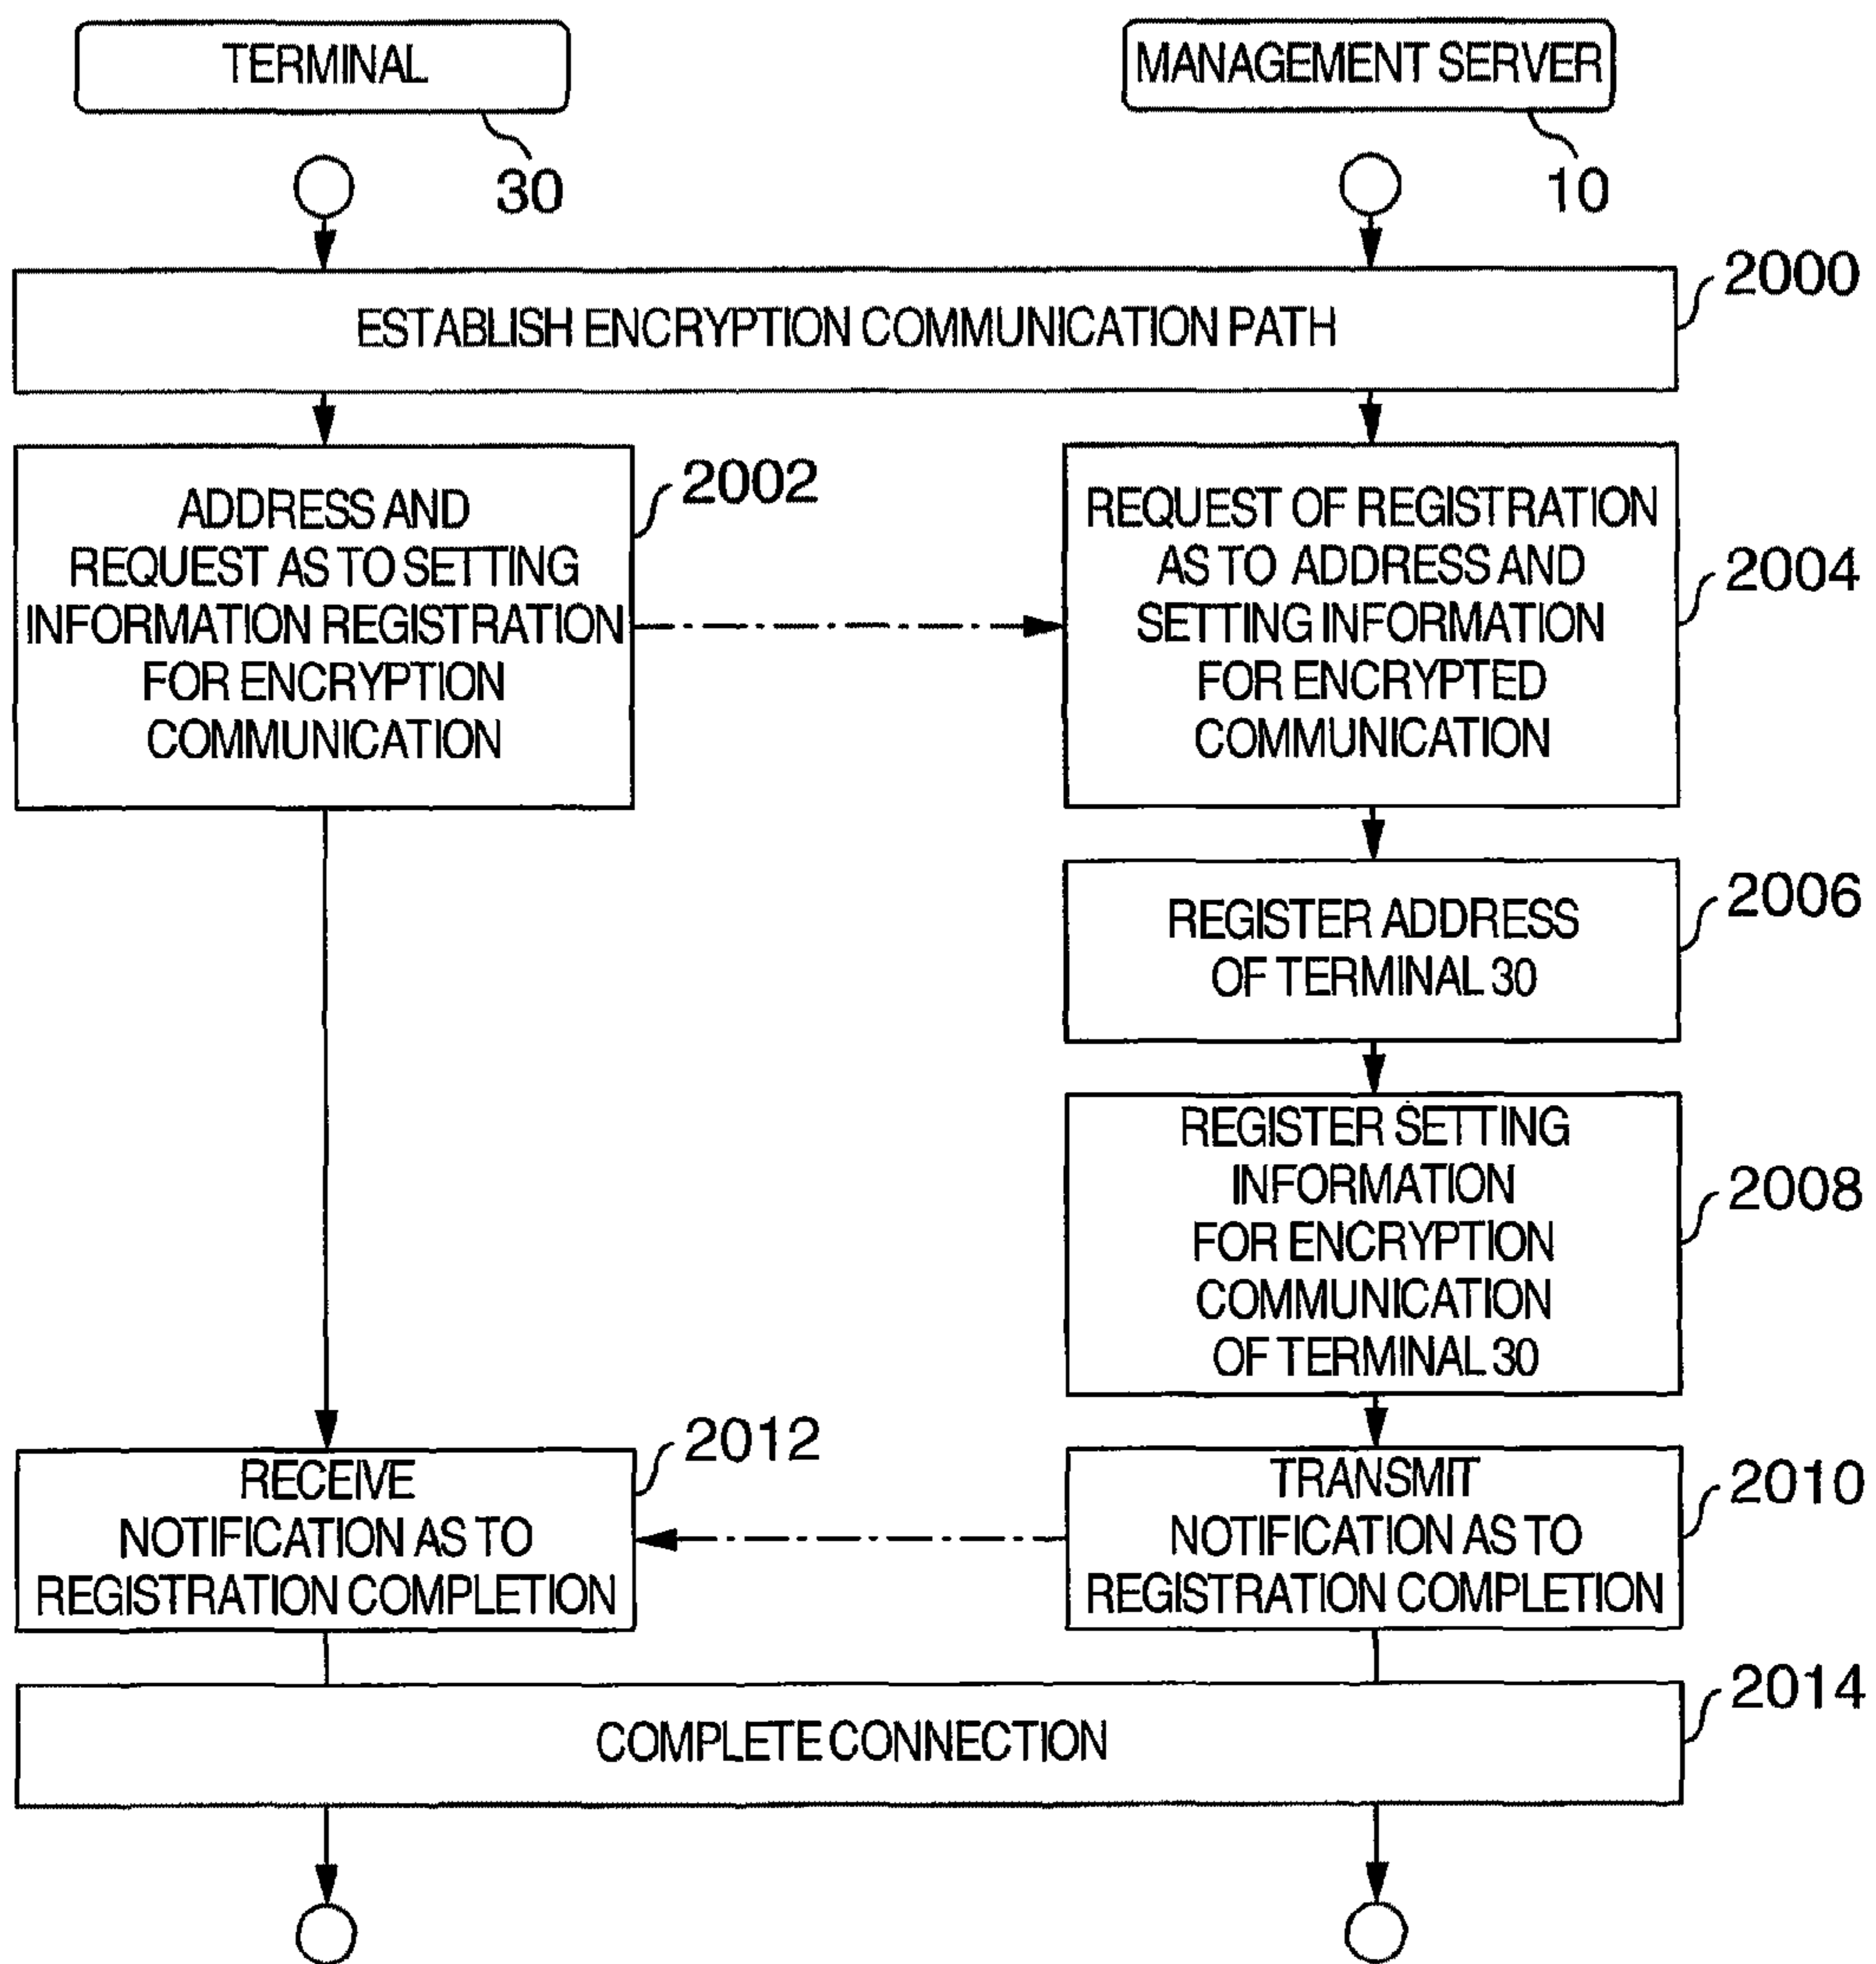 TERMINAL
MANAGEMENT SERVER
30
10
2000
ESTABLISH ENCRYPTION COMMUNICATION PATH
2002
ADDRESS AND
REQUEST AS TO SETTING
INFORMATION REGISTRATION
FOR ENCRYPTION
COMMUNICATION
REQUEST OF REGISTRATION
AS TO ADDRESS AND
SETTING INFORMATION
FOR ENCRYPTED
COMMUNICATION
2004
REGISTER ADDRESS
OF TERMINAL 30
2006
REGISTER SETTING
INFORMATION
FOR ENCRYPTION
COMMUNICATION
OF TERMINAL 30
2008
2012
RECEIVE
NOTIFICATION AS TO
REGISTRATION COMPLETION
TRANSMIT
NOTIFICATION AS TO
REGISTRATION COMPLETION
2010
2014
COMPLETE CONNECTION